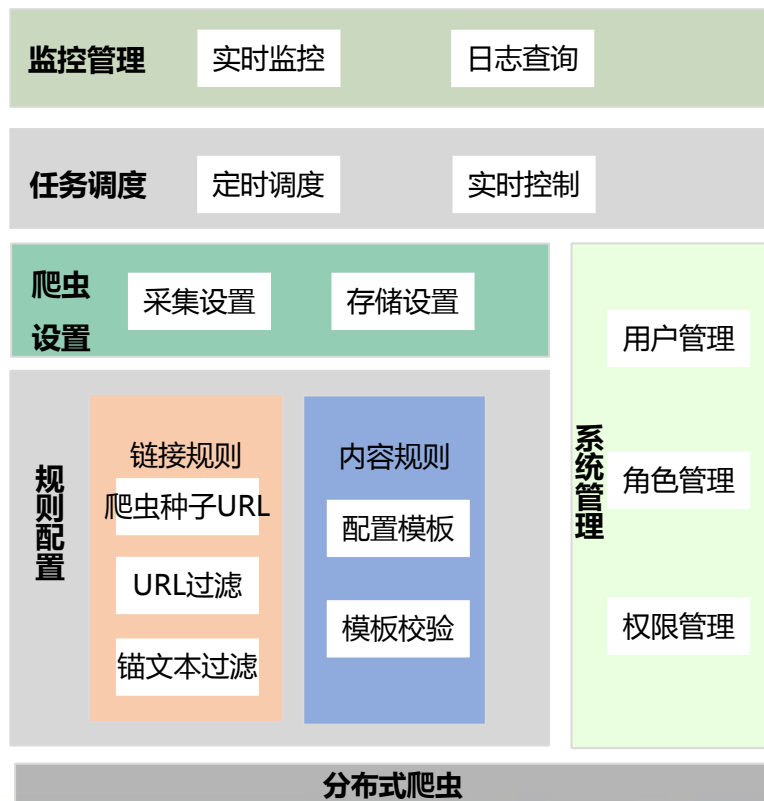 监控管理
实时监控
日志查询
任务调度
定时调度
实时控制
爬虫
设置
采集设置
存储设置
规则配置
链接规则
爬虫种子URL
URL过滤
锚文本过滤
内容规则
配置模板
模板校验
系统管理
用户管理
角色管理
权限管理
分布式爬虫